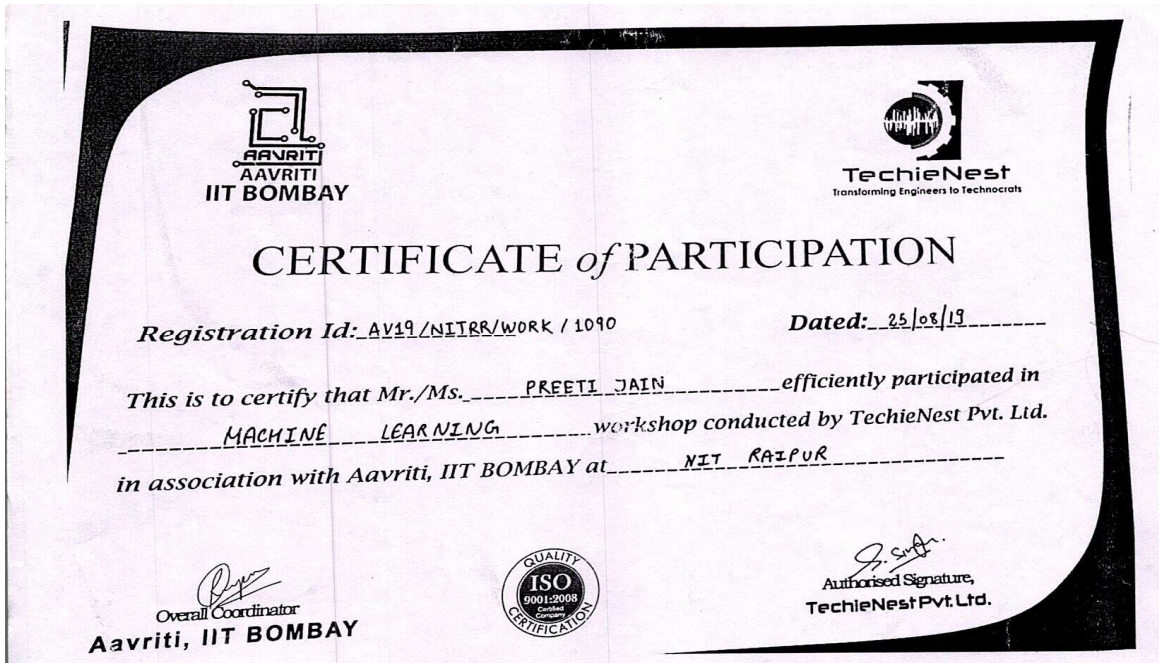 AAVRITI
AAVRITI
IIT BOMBAY
TechieNest
Transforming Engineers to Technocrats
CERTIFICATE of PARTICIPATION
Registration Id: AV19/NITRR/WORK/1090 Dated: 25/08/19
This is to certify that Mr./Ms. PREETI JAIN efficiently participated in
MACHINE LEARNING workshop conducted by TechieNest Pvt. Ltd.
in association with Aavriti, IIT BOMBAY at NIT RAIPUR
Overall Coordinator
Aavriti, IIT BOMBAY
QUALITY
ISO
9001:2008
Certified
Company
CERTIFICATION
Authorised Signature,
TechieNest Pvt. Ltd.